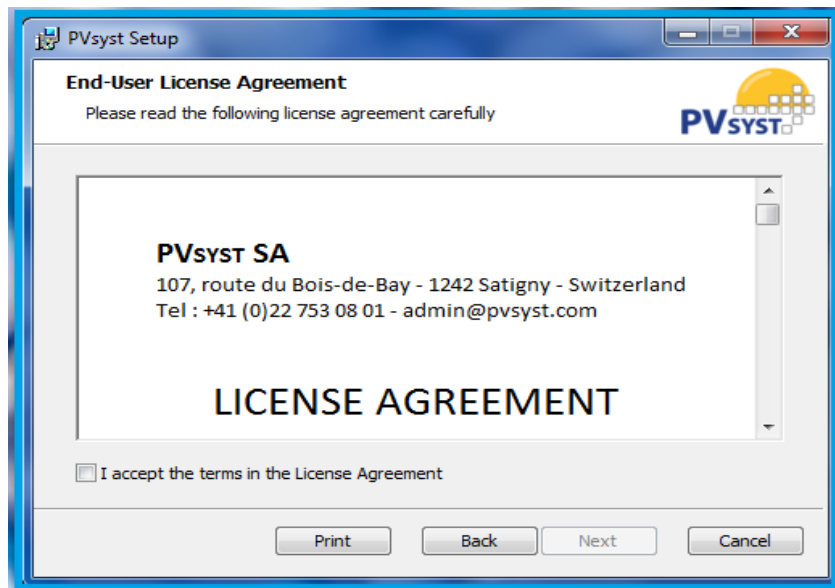 PVsyst Setup
End-User License Agreement
Please read the following license agreement carefully
PVSYST
PVSYST SA
107, route du Bois-de-Bay - 1242 Satigny - Switzerland
Tel : +41 (0)22 753 08 01 - admin@pvsyst.com
LICENSE AGREEMENT
I accept the terms in the License Agreement
Print
Back
Next
Cancel